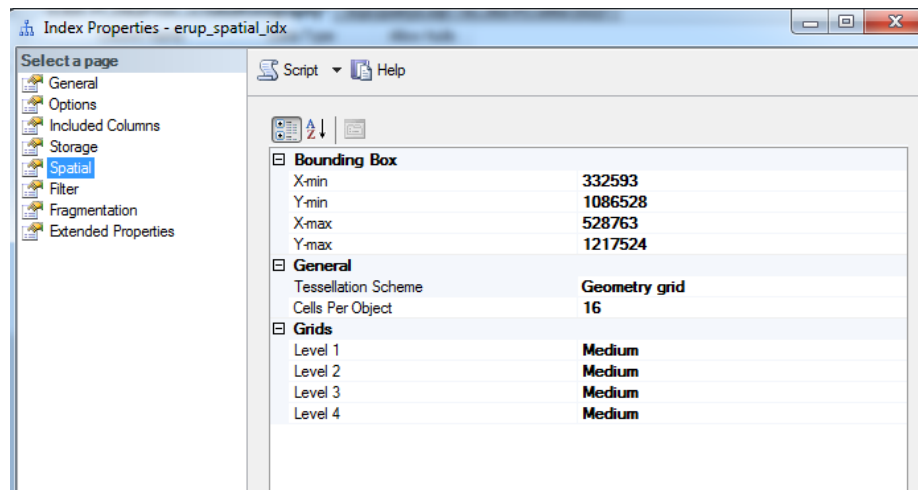 Index Properties - erup_spatial_idx
Select a page
General
Options
Included Columns
Storage
Spatial
Filter
Fragmentation
Extended Properties
Script Help
Bounding Box
X-min 332593
Y-min 1086528
X-max 528763
Y-max 1217524
General
Tessellation Scheme Geometry grid
Cells Per Object 16
Grids
Level 1 Medium
Level 2 Medium
Level 3 Medium
Level 4 Medium